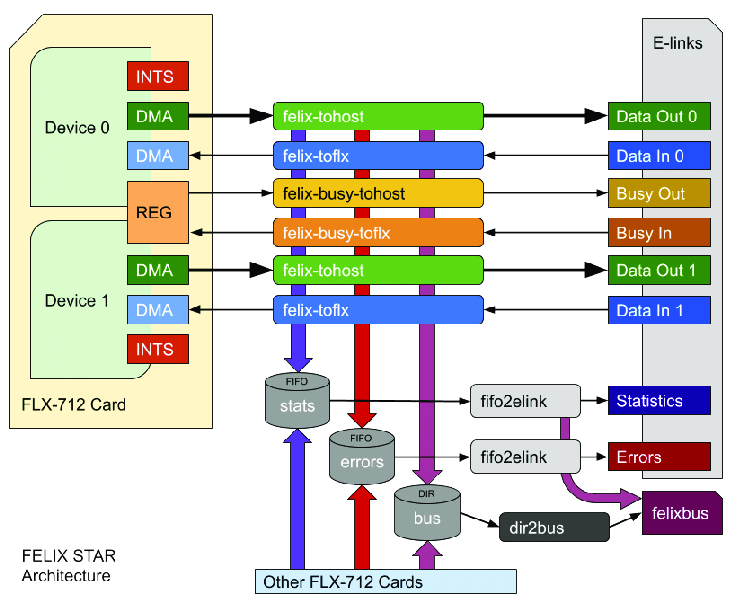 E-links
INTS
Device 0
DMA
felix-tohost
Data Out 0
DMA
felix-toflx
Data In 0
REG
felix-busy-tohost
Busy Out
felix-busy-toflx
Busy In
Device 1
DMA
felix-tohost
Data Out 1
DMA
felix-toflx
Data In 1
INTS
FLX-712 Card
FIFO
stats
fifo2elink
Statistics
FIFO
errors
fifo2elink
Errors
DIR
bus
dir2bus
felixbus
FELIX STAR
Architecture
Other FLX-712 Cards